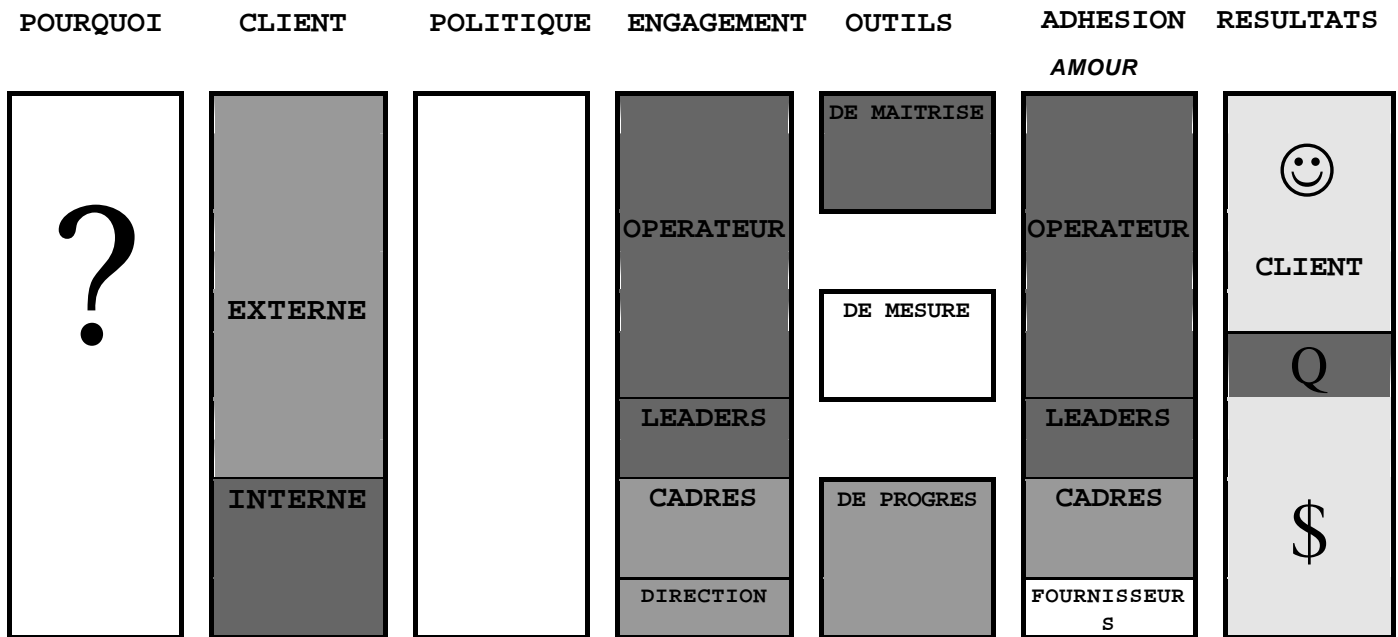 POURQUOI
CLIENT
POLITIQUE
ENGAGEMENT
OUTILS
ADHESION
RESULTATS
AMOUR
?
EXTERNE
INTERNE
OPERATEUR
LEADERS
CADRES
DIRECTION
DE MAITRISE
DE MESURE
DE PROGRES
OPERATEUR
LEADERS
CADRES
FOURNISSEUR
S
CLIENT
Q
$